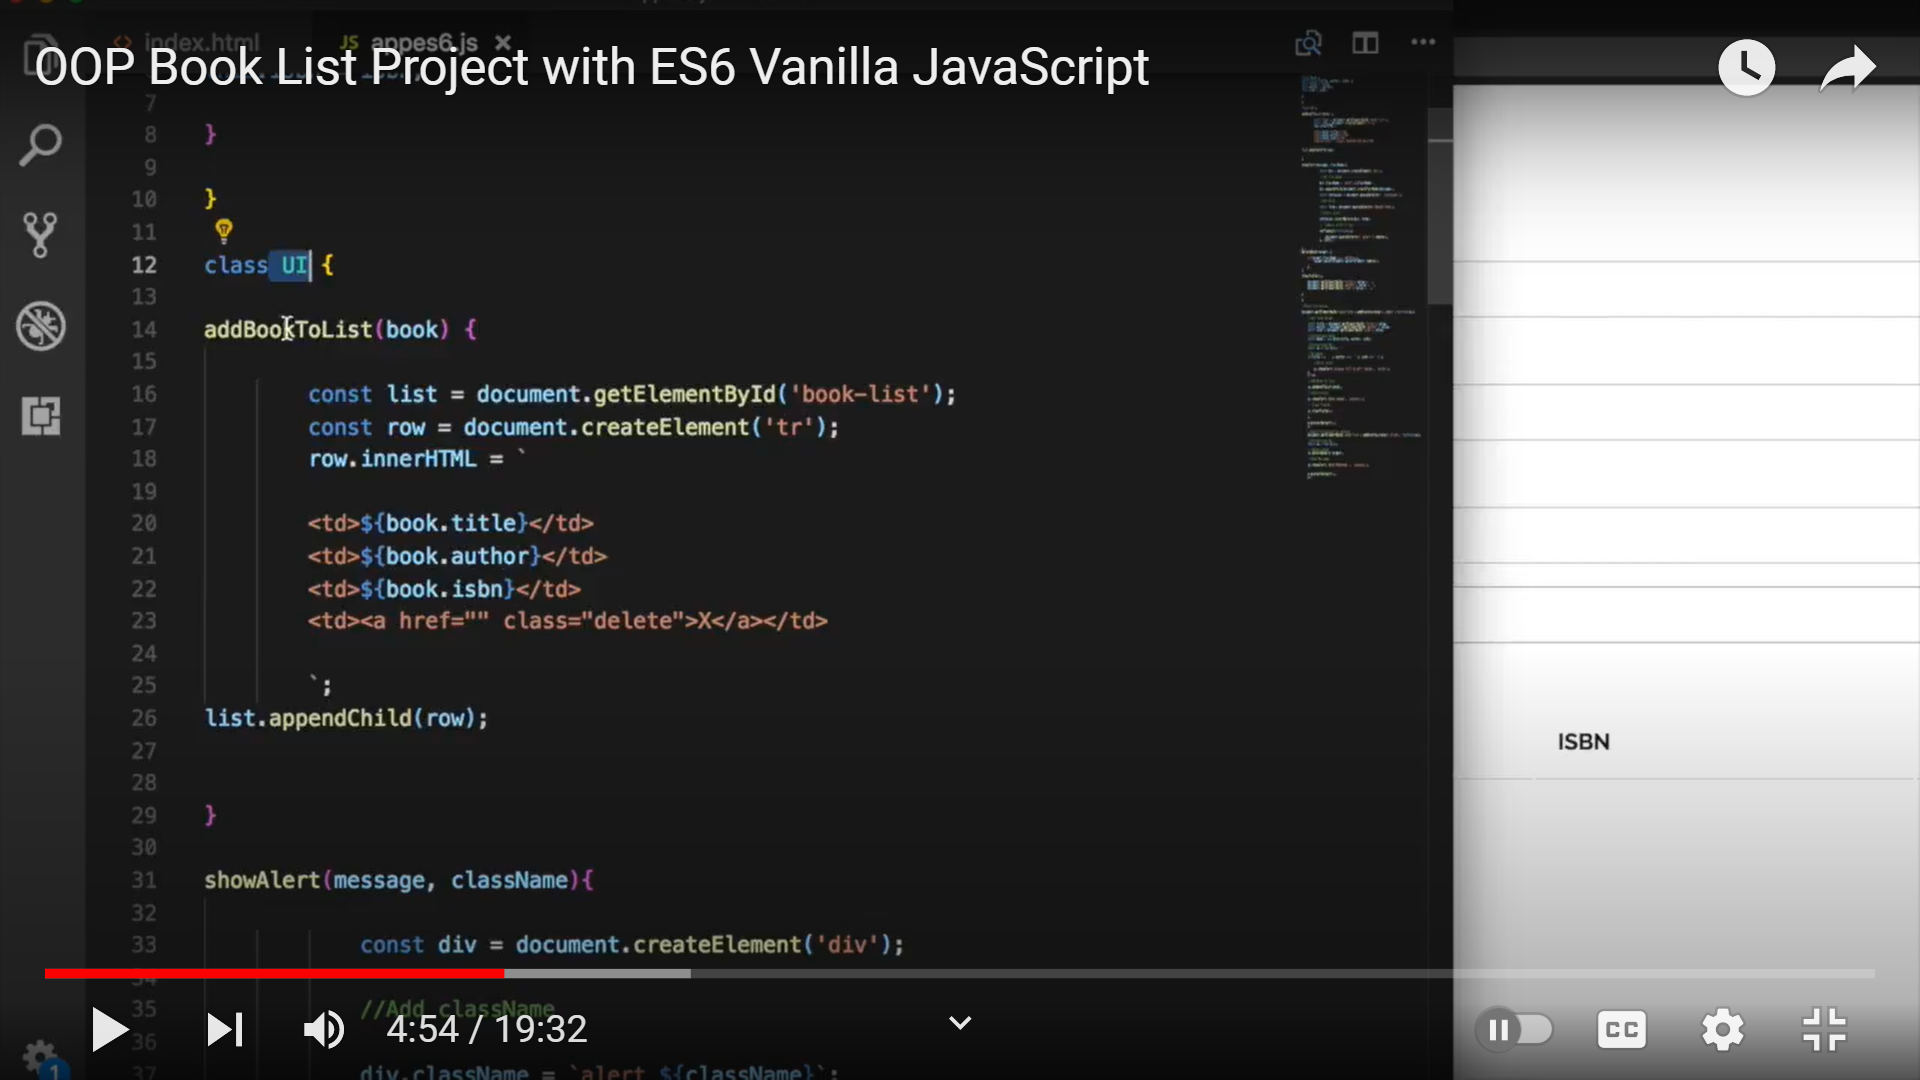 index.html
JS appes6.js
OOP Book List Project with ES6 Vanilla JavaScript
7
8 }
9
10 }
11
12 class UI {
13
14 addBookToList(book) {
15
16 const list = document.getElementById('book-list');
17 const row = document.createElement('tr');
18 row.innerHTML = `
19
20 <td>${book.title}</td>
21 <td>${book.author}</td>
22 <td>${book.isbn}</td>
23 <td><a href="" class="delete">X</a></td>
24
25 `;
26 list.appendChild(row);
27
28
29 }
30
31 showAlert(message, className){
32
33 const div = document.createElement('div');
34
35 //Add className
36
37 div.className = `alert ${className}`;
ISBN
4:54 / 19:32
CC
1